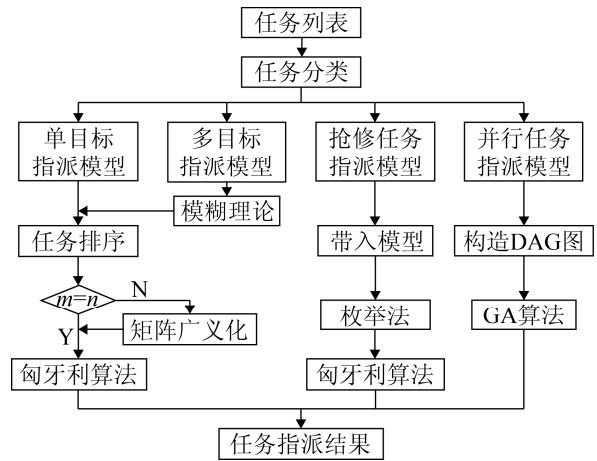 任务列表
任务分类
单目标
指派模型
多目标
指派模型
抢修任务
指派模型
并行任务
指派模型
模糊理论
任务排序
带入模型
构造DAG图
m=n
N
Y
矩阵广义化
枚举法
GA算法
匈牙利算法
匈牙利算法
任务指派结果